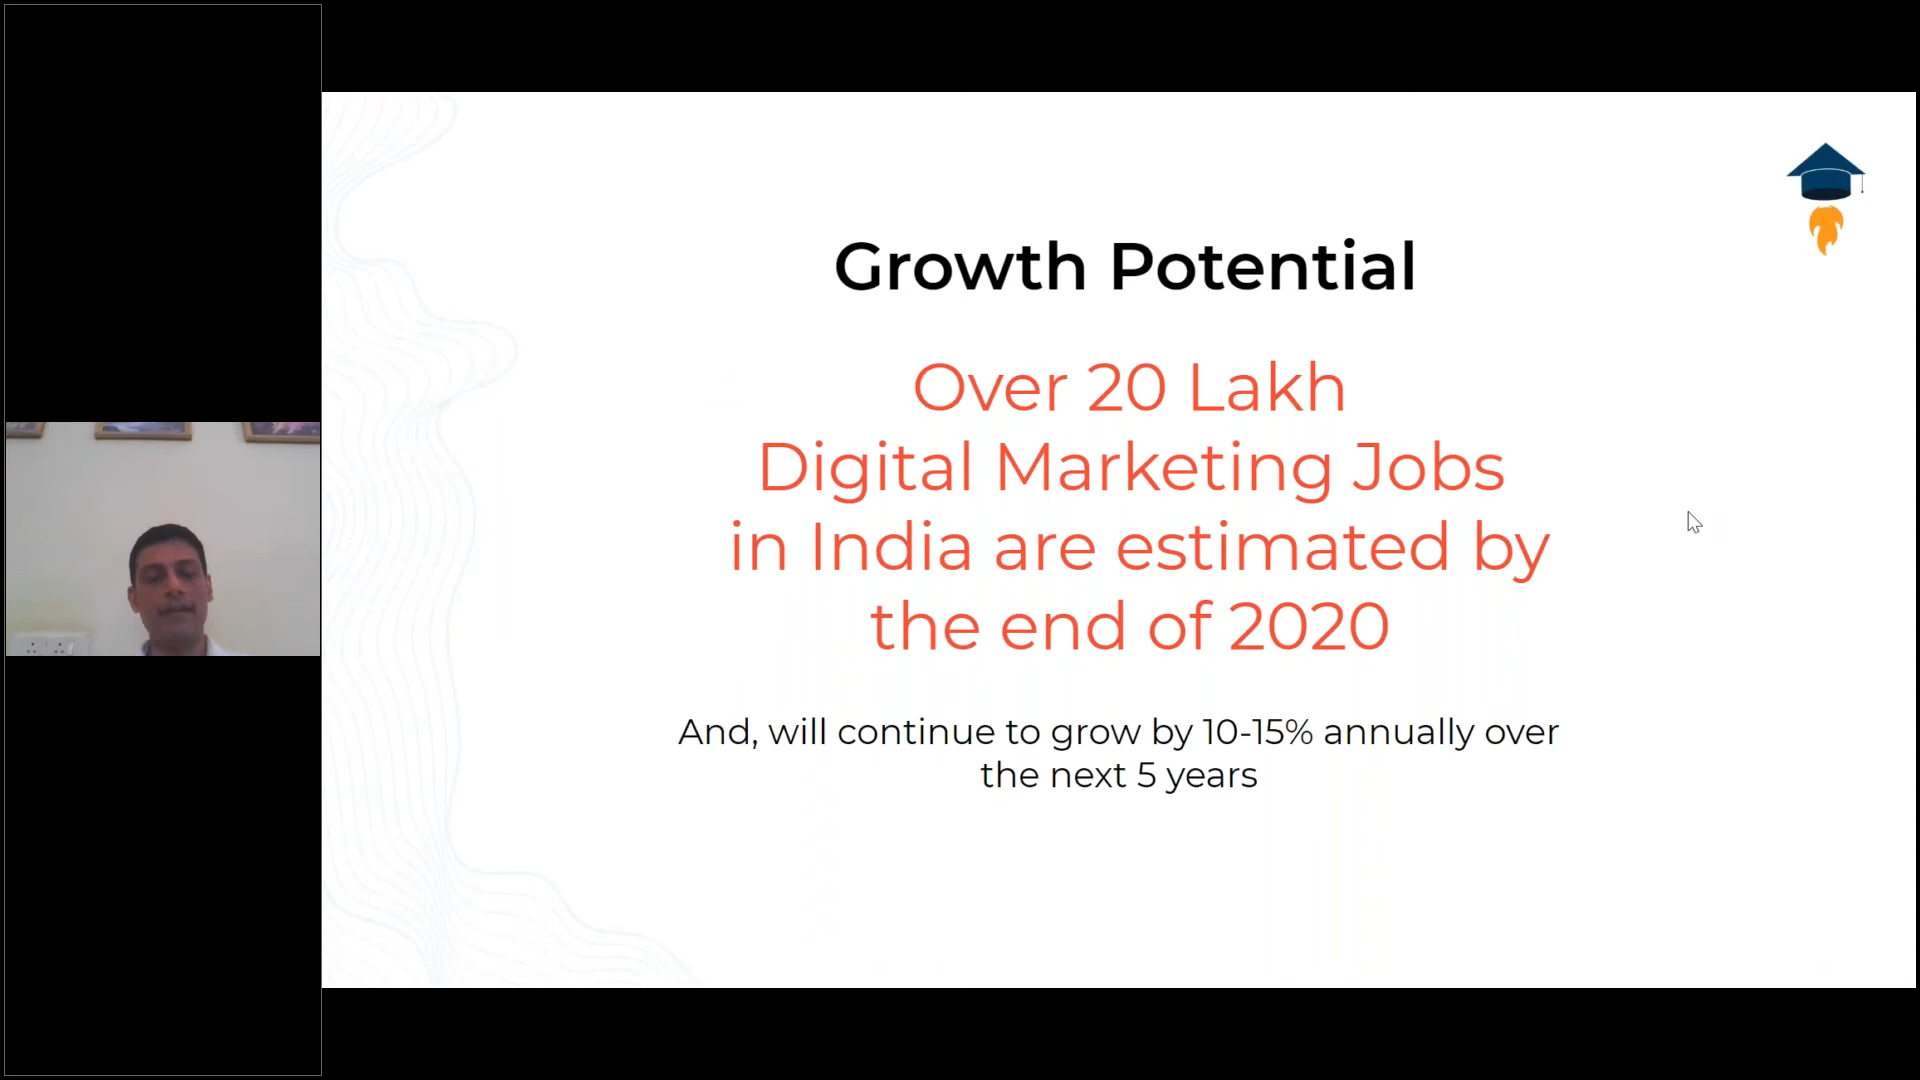 Growth Potential
Over 20 Lakh
Digital Marketing Jobs
in India are estimated by
the end of 2020
And, will continue to grow by 10-15% annually over
the next 5 years